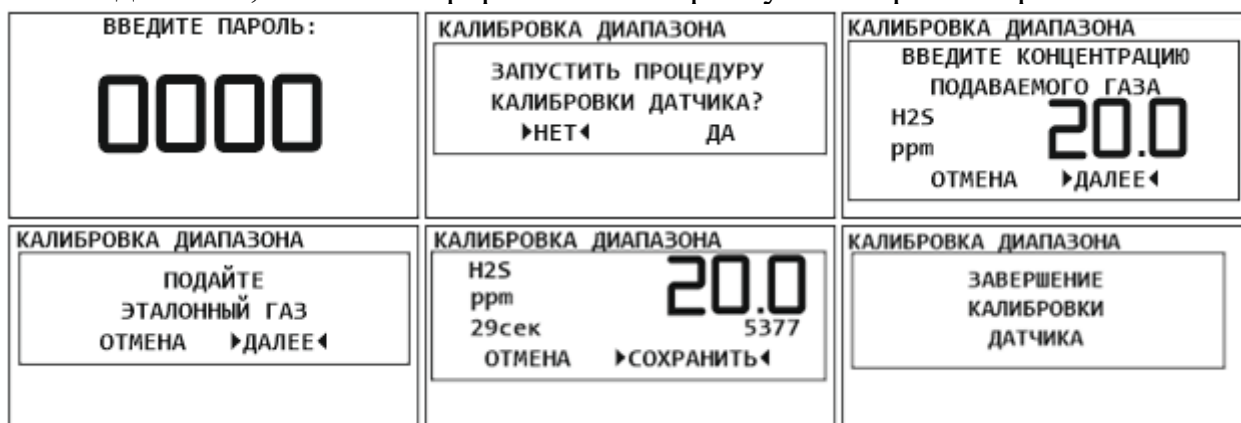 ВВЕДИТЕ ПАРОЛЬ:
0000
КАЛИБРОВКА ДИАПАЗОНА
ЗАПУСТИТЬ ПРОЦЕДУРУ
КАЛИБРОВКИ ДАТЧИКА?
▶НЕТ◀ ДА
КАЛИБРОВКА ДИАПАЗОНА
ВВЕДИТЕ КОНЦЕНТРАЦИЮ
ПОДАВАЕМОГО ГАЗА
H2S 20.0
ppm
ОТМЕНА ▶ДАЛЕЕ◀
КАЛИБРОВКА ДИАПАЗОНА
ПОДАЙТЕ
ЭТАЛОННЫЙ ГАЗ
ОТМЕНА ▶ДАЛЕЕ◀
КАЛИБРОВКА ДИАПАЗОНА
H2S 20.0
ppm
29сек 5377
ОТМЕНА ▶СОХРАНИТЬ◀
КАЛИБРОВКА ДИАПАЗОНА
ЗАВЕРШЕНИЕ
КАЛИБРОВКИ
ДАТЧИКА